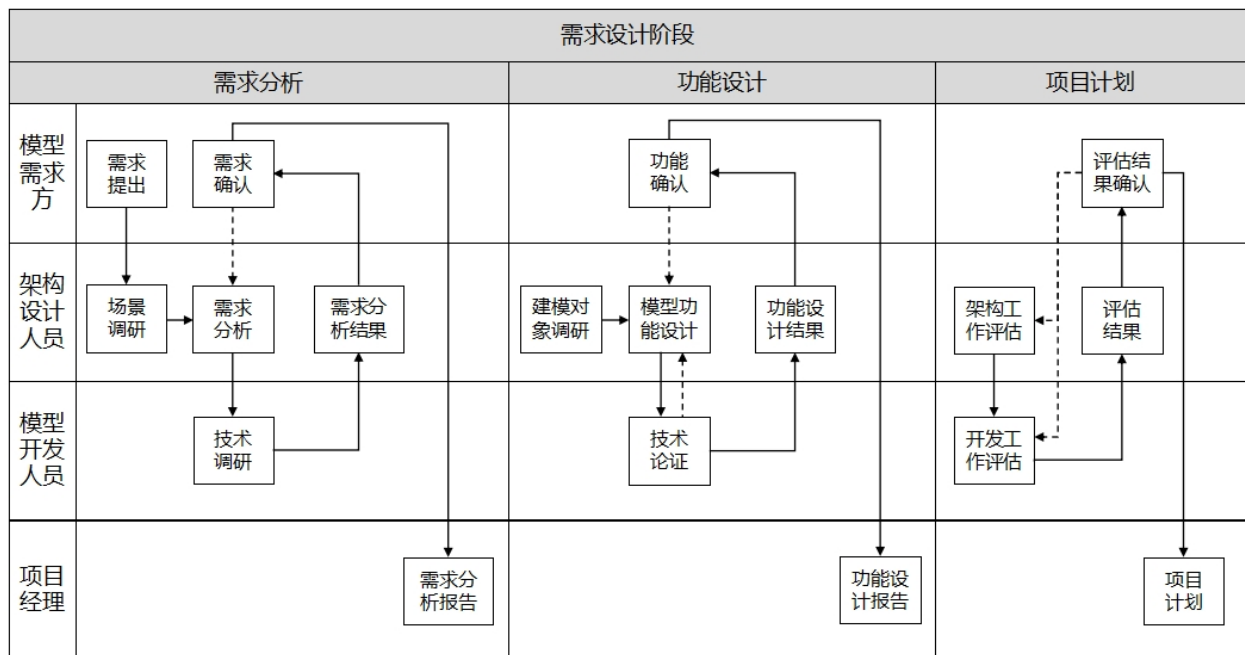 需求设计阶段
需求分析
功能设计
项目计划
模型
需求
方
需求
提出
需求
确认
功能
确认
评估结
果确认
架构
设计
人员
场景
调研
需求
分析
需求分
析结果
建模对
象调研
模型功
能设计
功能设
计结果
架构工
作评估
评估
结果
模型
开发
人员
技术
调研
技术
论证
开发工
作评估
项目
经理
需求分
析报告
功能设
计报告
项目
计划